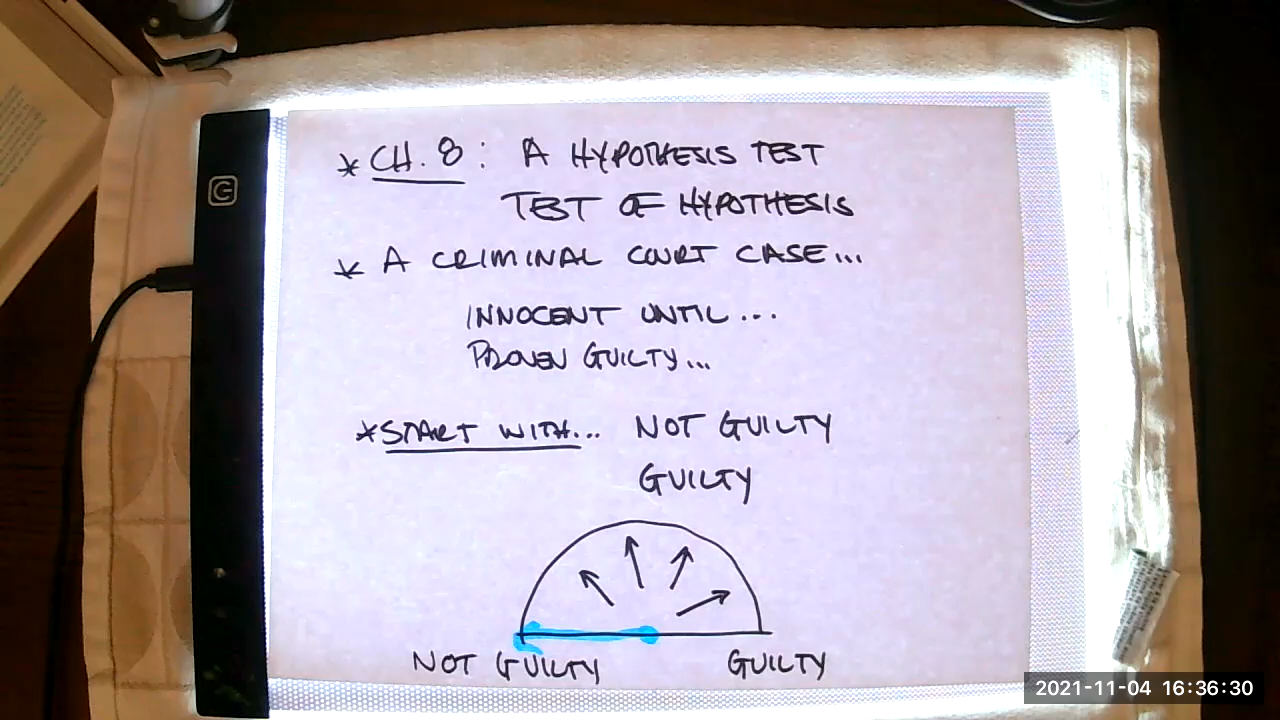 * CH. 8: A HYPOTHESIS TEST
TEST OF HYPOTHESIS
* A CRIMINAL COURT CASE...
INNOCENT UNTIL...
PROVEN GUILTY...
* START WITH... NOT GUILTY
GUILTY
NOT GUILTY GUILTY
2021-11-04 16:36:30